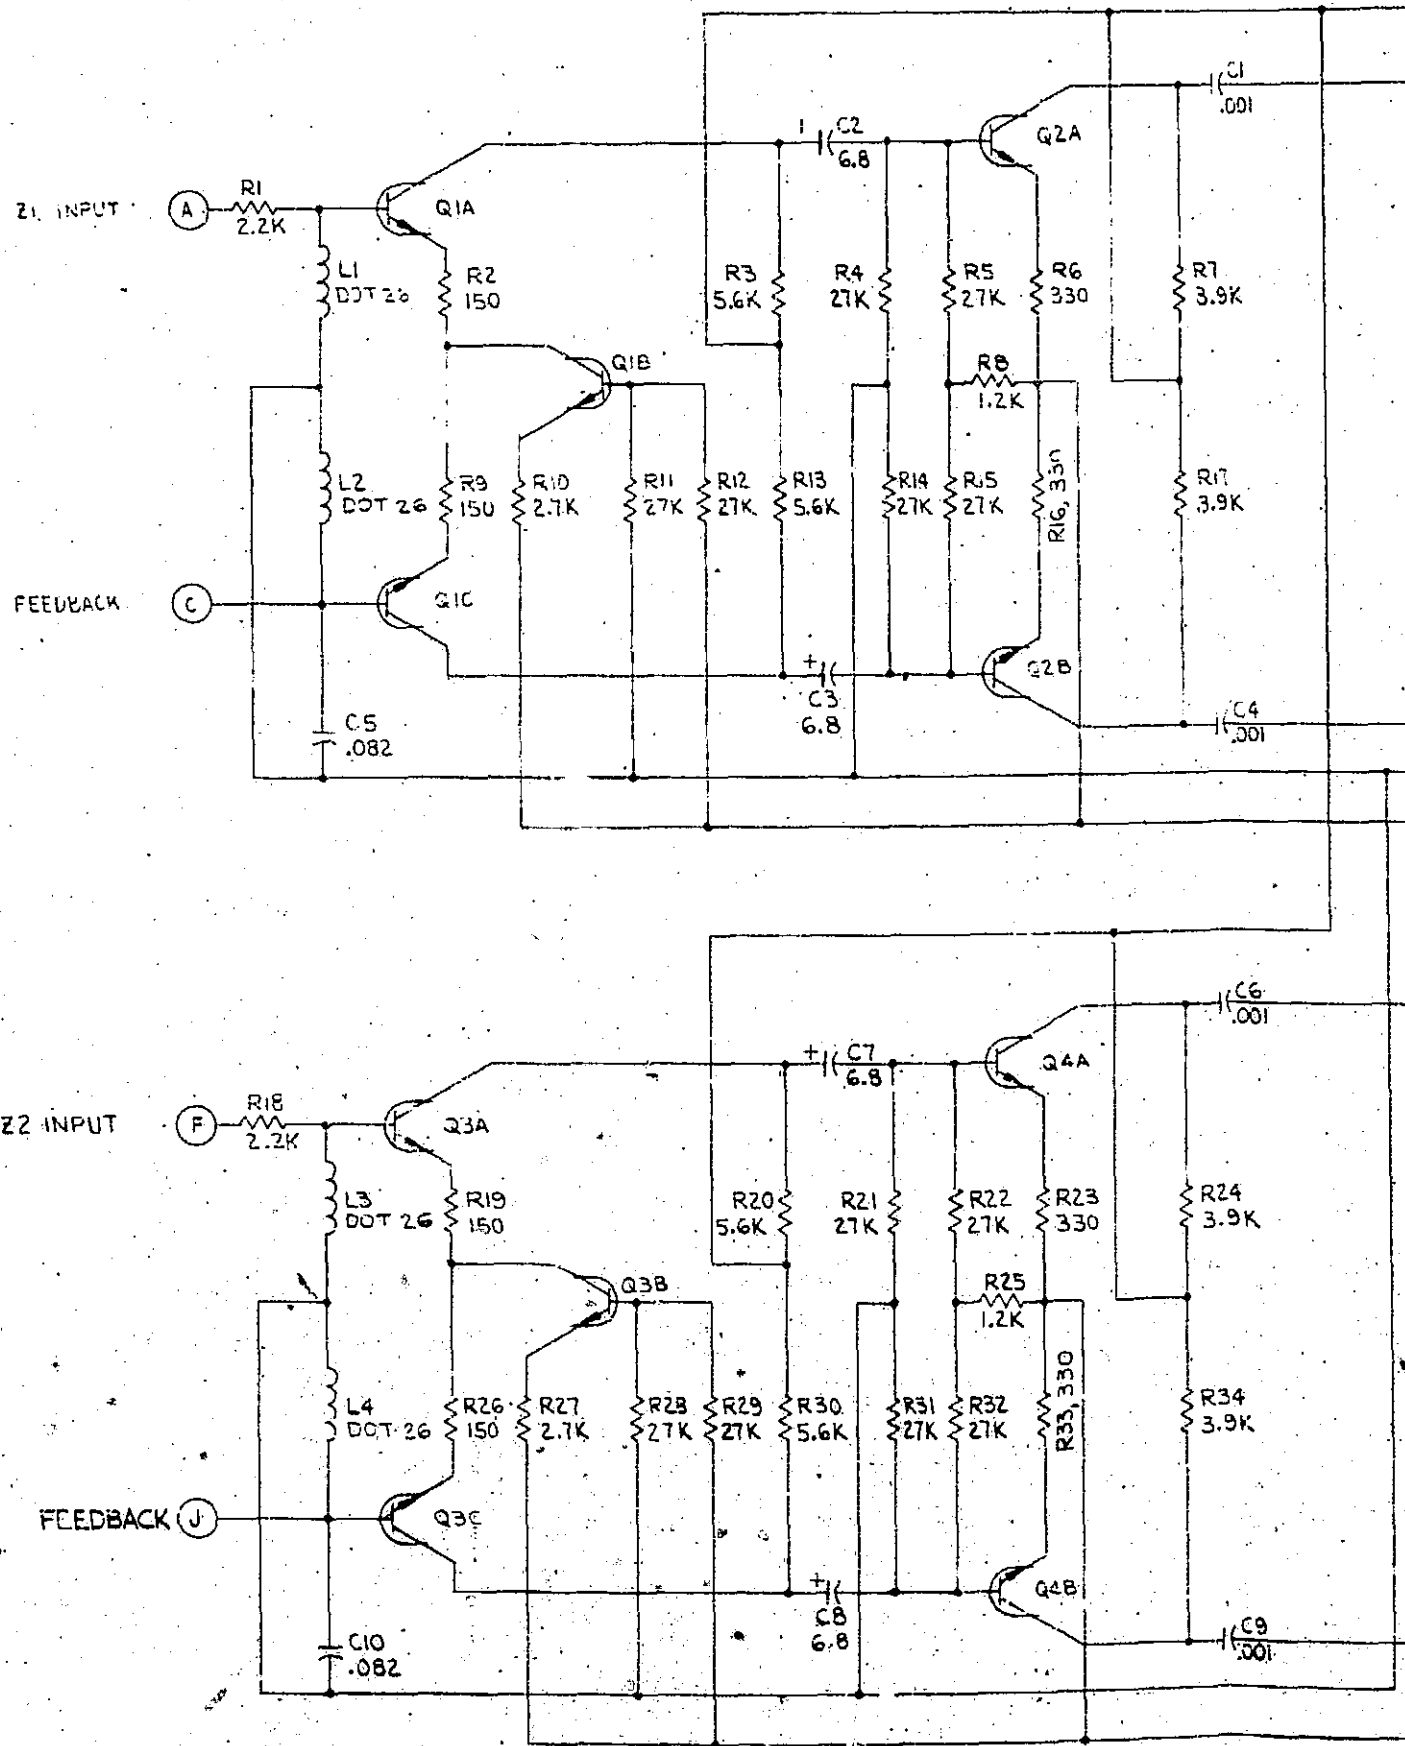 C1
.001
C2
6.8
Q2A
Z1 INPUT
A
R1
2.2K
Q1A
L1
DOT 26
R2
150
R3
5.6K
R4
27K
R5
27K
R6
330
R7
3.9K
Q1B
R8
1.2K
L2
DOT 26
R9
150
R10
2.7K
R11
27K
R12
27K
R13
5.6K
R14
27K
R15
27K
R16, 330
R17
3.9K
FEEDBACK
C
Q1C
+
C3
6.8
Q2B
C4
.001
C5
.082
C6
.001
+
C7
6.8
Q4A
Z2 INPUT
F
R18
2.2K
Q3A
L3
DOT 26
R19
150
R20
5.6K
R21
27K
R22
27K
R23
330
R24
3.9K
Q3B
R25
1.2K
L4
DOT 26
R26
150
R27
2.7K
R28
27K
R29
27K
R30
5.6K
R31
27K
R32
27K
R33, 330
R34
3.9K
FEEDBACK
J
Q3C
+
C8
6.8
Q4B
C9
.001
C10
.082